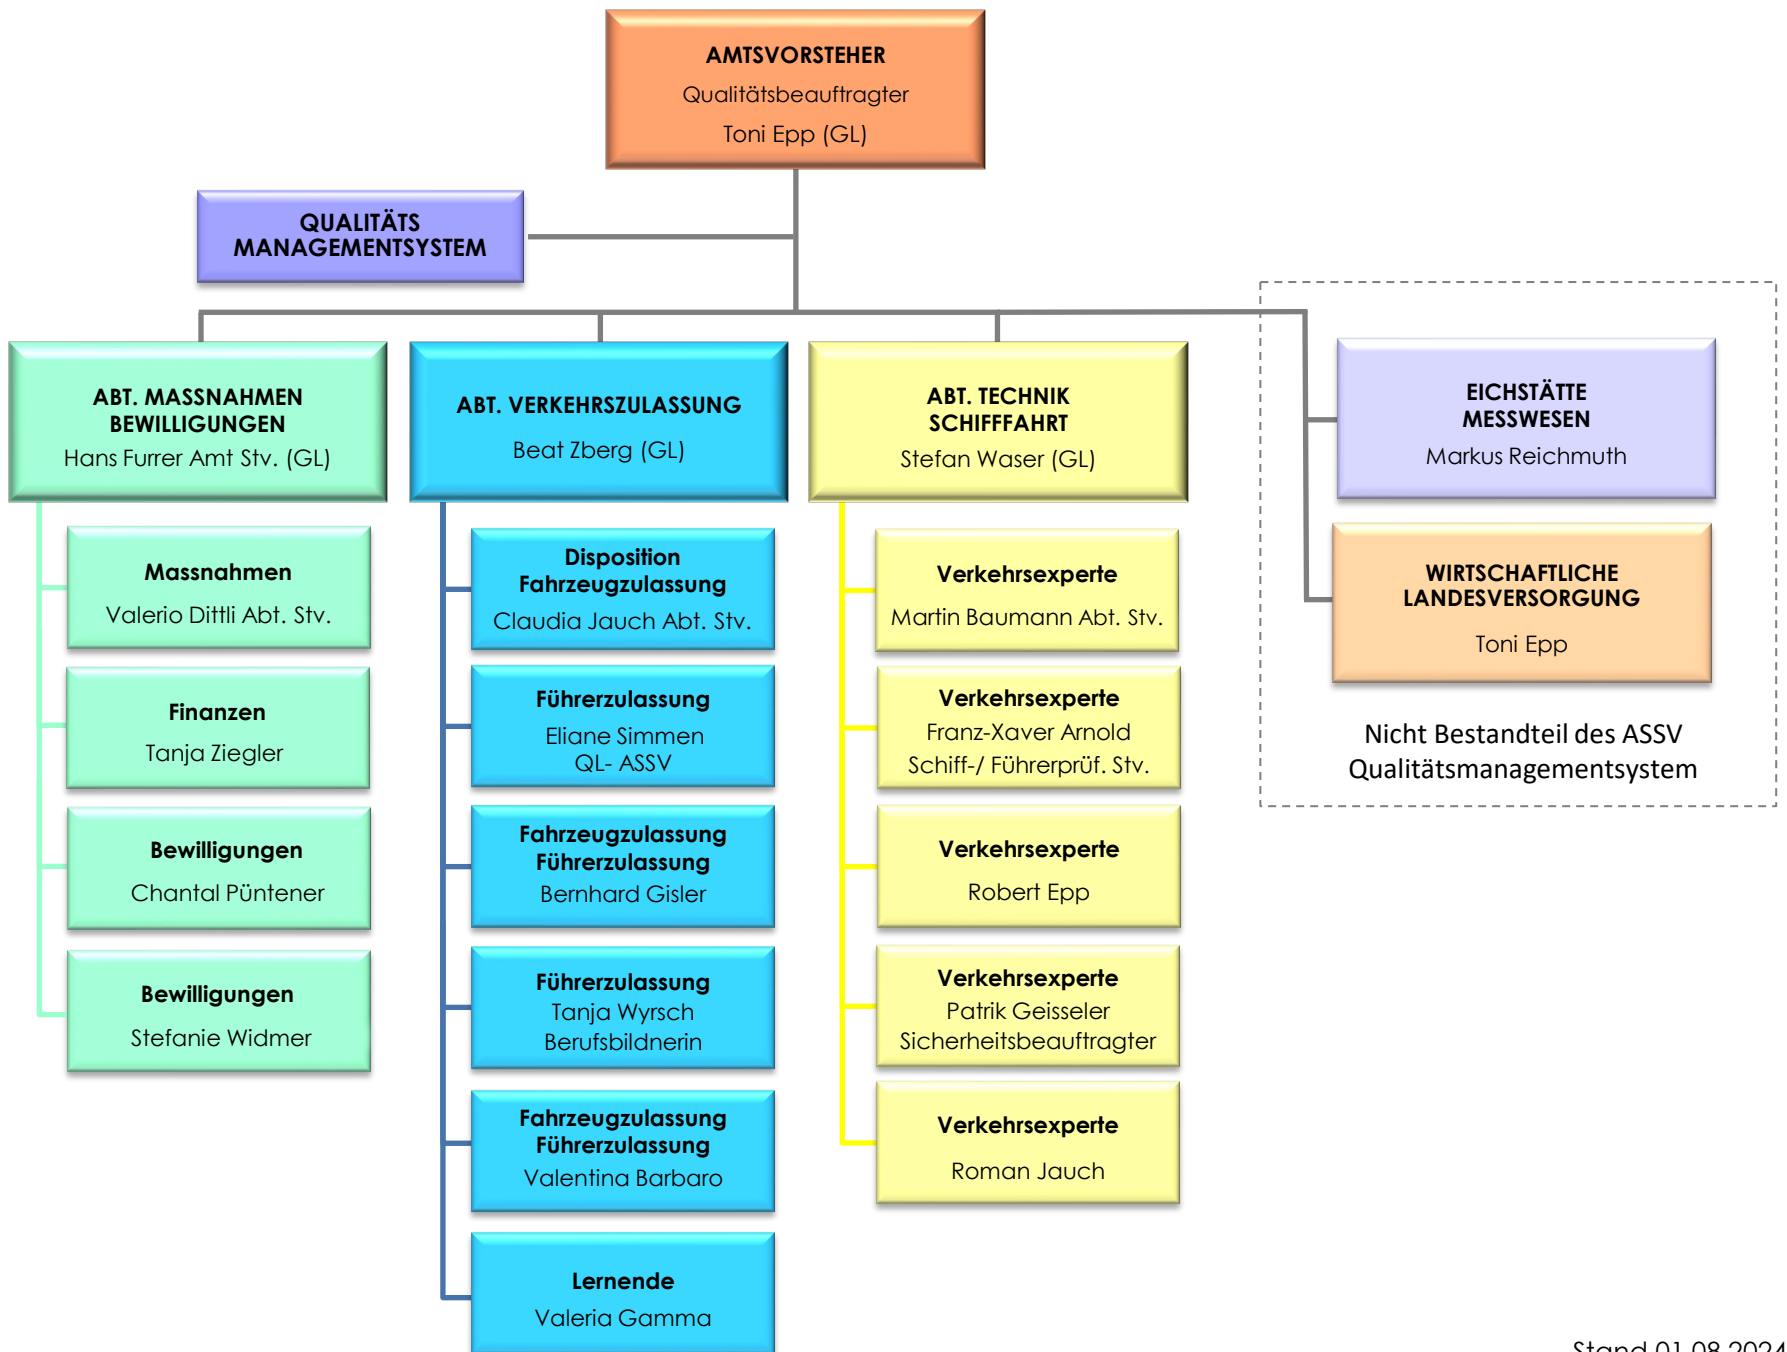 AMTSVORSTEHER
Qualitätsbeauftragter
Toni Epp (GL)
QUALITÄTS
MANAGEMENTSYSTEM
ABT. MASSNAHMEN
BEWILLIGUNGEN
Hans Furrer Amt Stv. (GL)
Massnahmen
Valerio Dittli Abt. Stv.
Finanzen
Tanja Ziegler
Bewilligungen
Chantal Püntener
Bewilligungen
Stefanie Widmer
ABT. VERKEHRSZULASSUNG
Beat Zberg (GL)
Disposition
Fahrzeugzulassung
Claudia Jauch Abt. Stv.
Führerzulassung
Eliane Simmen
QL- ASSV
Fahrzeugzulassung
Führerzulassung
Bernhard Gisler
Führerzulassung
Tanja Wyrsch
Berufsbildnerin
Fahrzeugzulassung
Führerzulassung
Valentina Barbaro
Lernende
Valeria Gamma
ABT. TECHNIK
SCHIFFFAHRT
Stefan Waser (GL)
Verkehrsexperte
Martin Baumann Abt. Stv.
Verkehrsexperte
Franz-Xaver Arnold
Schiff-/ Führerprüf. Stv.
Verkehrsexperte
Robert Epp
Verkehrsexperte
Patrik Geisseler
Sicherheitsbeauftragter
Verkehrsexperte
Roman Jauch
EICHSTÄTTE
MESSWESEN
Markus Reichmuth
WIRTSCHAFTLICHE
LANDESVERSORGUNG
Toni Epp
Nicht Bestandteil des ASSV
Qualitätsmanagementsystem
Stand 01.08.2024